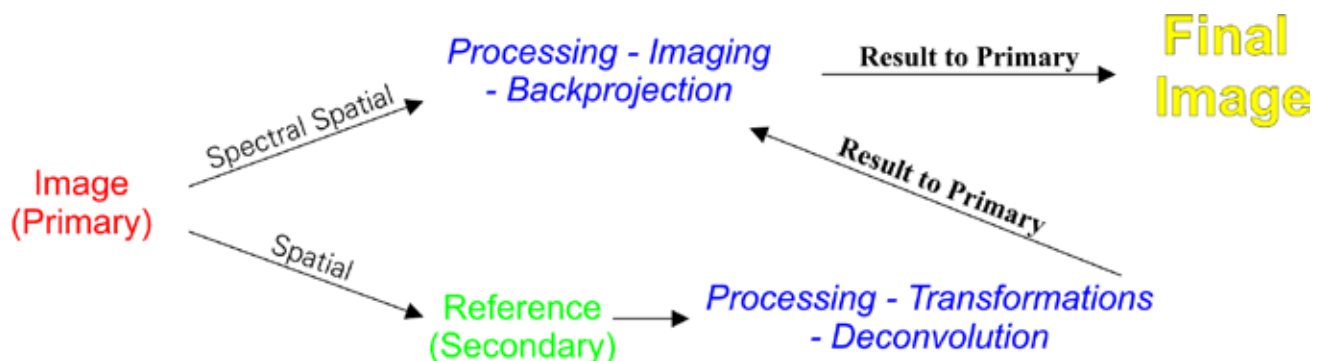 Processing - Imaging
- Backprojection
Result to Primary
Final
Image
Spectral Spatial
Result to Primary
Image
(Primary)
Spatial
Reference
(Secondary)
Processing - Transformations
- Deconvolution